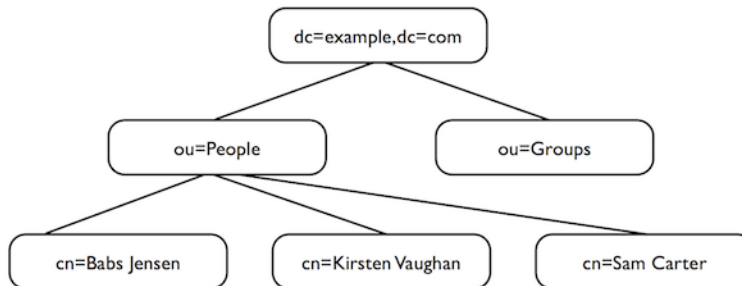 dc=example,dc=com
ou=People
ou=Groups
cn=Babs Jensen
cn=Kirsten Vaughan
cn=Sam Carter